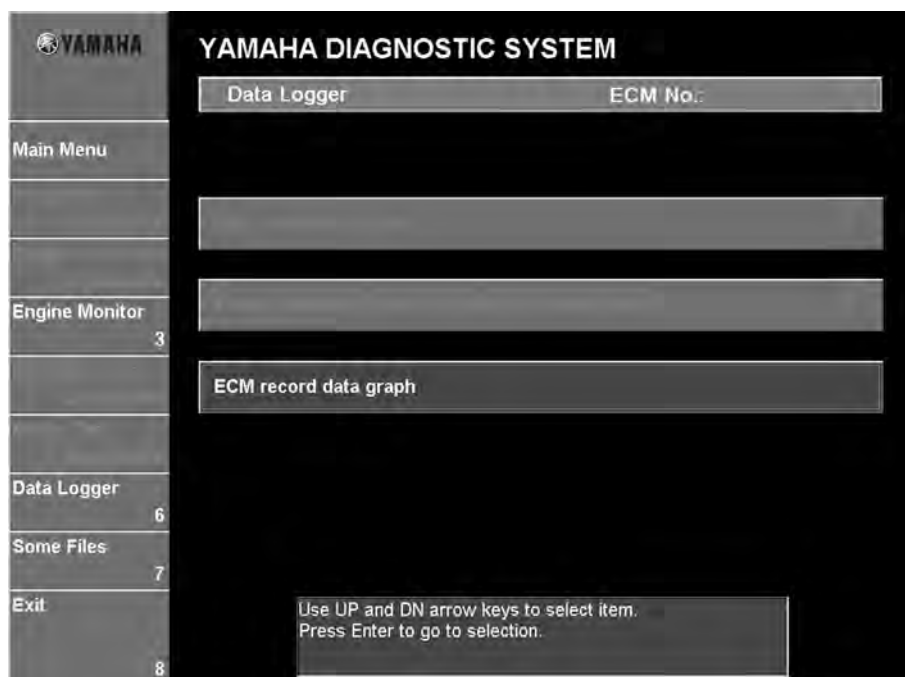 YAMAHA
YAMAHA DIAGNOSTIC SYSTEM
Data Logger ECM No.:
Main Menu
Engine Monitor
3
ECM record data graph
Data Logger
6
Some Files
7
Exit
8
Use UP and DN arrow keys to select item.
Press Enter to go to selection.